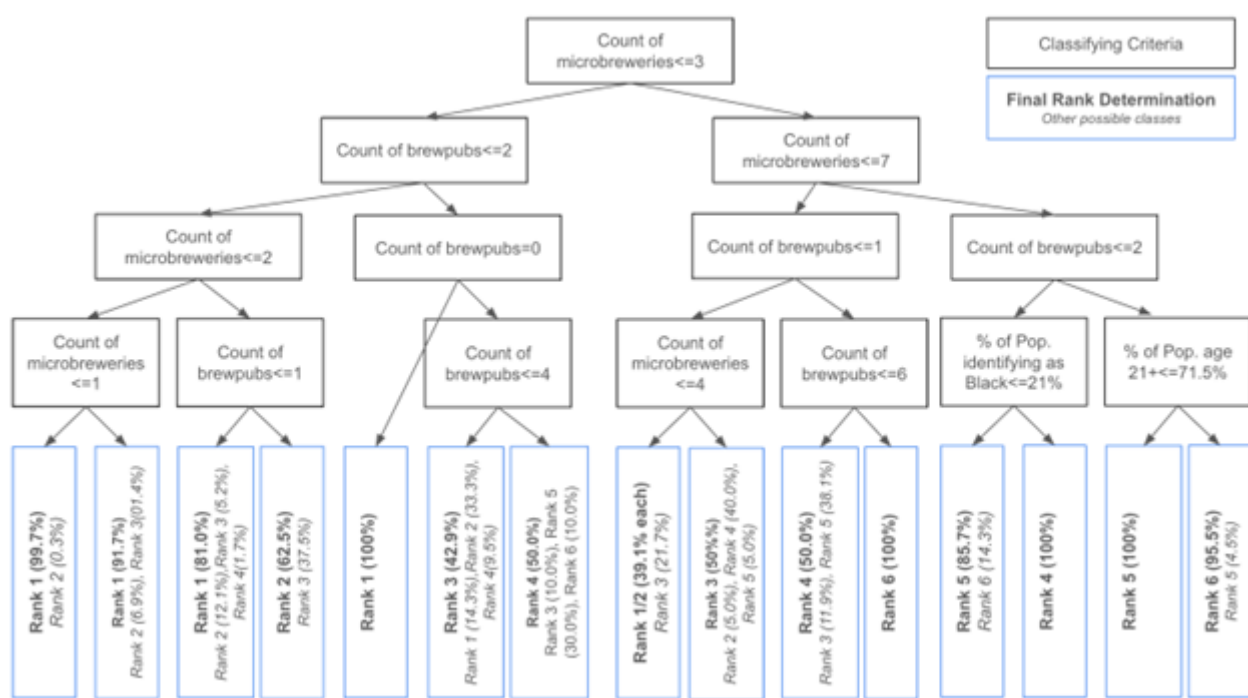 Count of
microbreweries<=3
Classifying Criteria
Final Rank Determination
Other possible classes
Count of brewpubs<=2
Count of
microbreweries<=7
Count of
microbreweries<=2
Count of brewpubs=0
Count of brewpubs<=1
Count of brewpubs<=2
Count of
microbreweries
<=1
Count of
brewpubs<=1
Count of
brewpubs<=4
Count of
microbreweries
<=4
Count of
brewpubs<=6
% of Pop.
identifying as
Black<=21%
% of Pop. age
21+<=71.5%
Rank 1 (99.7%)
Rank 2 (0.3%)
Rank 1 (91.7%)
Rank 2 (6.9%), Rank 3(01.4%)
Rank 1 (81.0%)
Rank 2 (12.1%),Rank 3 (5.2%),
Rank 4(1.7%)
Rank 2 (62.5%)
Rank 3 (37.5%)
Rank 1 (100%)
Rank 3 (42.9%)
Rank 1 (14.3%),Rank 2 (33.3%),
Rank 4(9.5%)
Rank 4 (50.0%)
Rank 3 (10.0%), Rank 5
(30.0%), Rank 6 (10.0%)
Rank 1/2 (39.1% each)
Rank 3 (21.7%)
Rank 3 (50%%)
Rank 2 (5.0%), Rank 4 (40.0%),
Rank 5 (5.0%)
Rank 4 (50.0%)
Rank 3 (11.9%), Rank 5 (38.1%)
Rank 6 (100%)
Rank 5 (85.7%)
Rank 6 (14.3%)
Rank 4 (100%)
Rank 5 (100%)
Rank 6 (95.5%)
Rank 5 (4.5%)